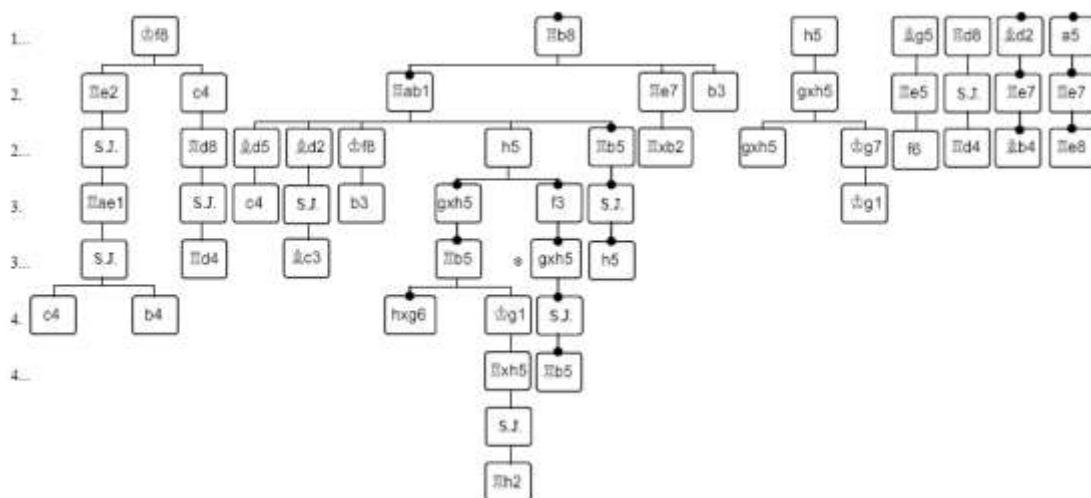 1... ♔f8 ♖b8 h5 ♗g5 ♖d8 ♗d2 a5
2. ♖e2 c4 ♖ab1 ♖e7 b3 gxh5 ♖e5 S.J. ♖e7 ♖e7
2... S.J. ♖d8 ♗d5 ♗d2 ♔f8 h5 ♖b5 ♖xb2 gxh5 ♔g7 f6 ♖d4 ♗b4 ♖e8
3. ♖ae1 S.J. c4 S.J. b3 gxh5 f3 S.J. ♔g1
3... S.J. ♖d4 ♗c3 ♖b5 gxh5 h5
4. c4 b4 hxg6 ♔g1 S.J.
4... ♖xh5 ♖b5
S.J.
♖h2